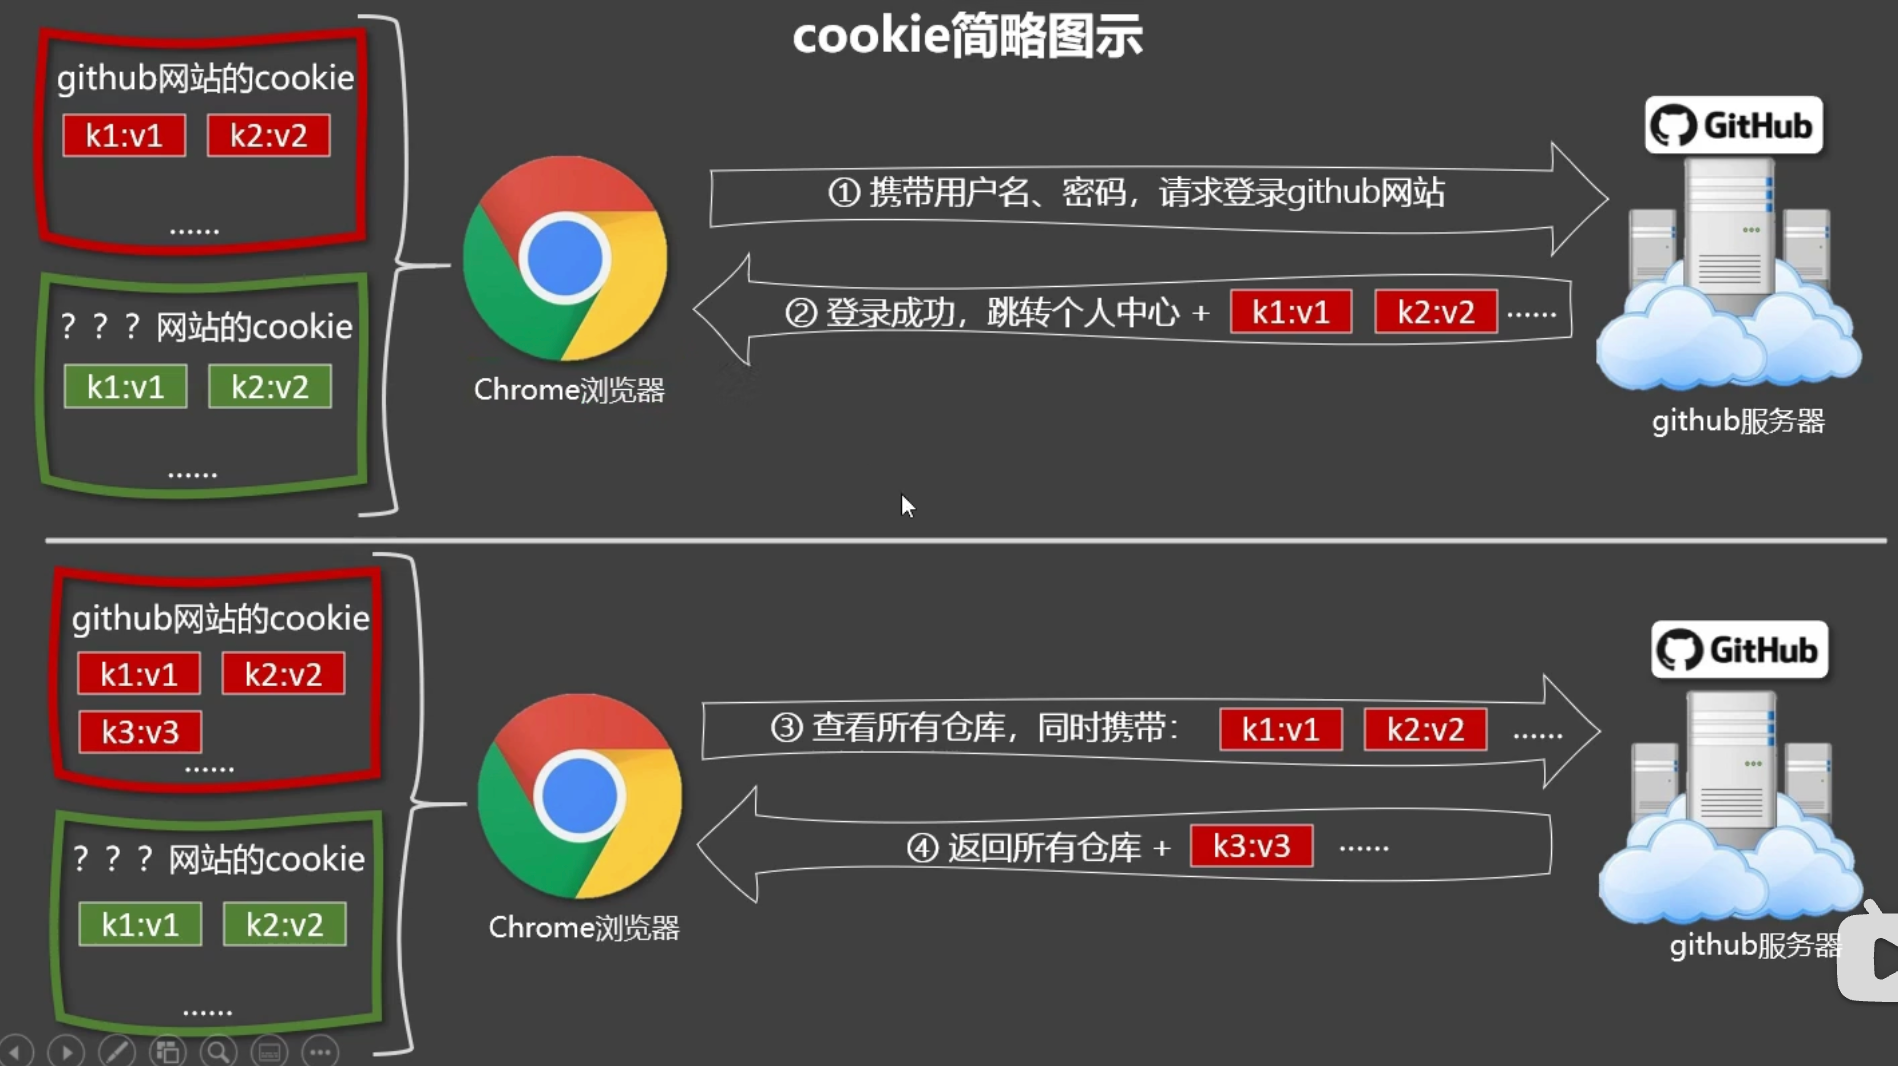 cookie简略图示
github网站的cookie
k1:v1 k2:v2
......
？？？网站的cookie
k1:v1 k2:v2
......
Chrome浏览器
① 携带用户名、密码，请求登录github网站
② 登录成功，跳转个人中心 + k1:v1 k2:v2 ······
GitHub
github服务器
github网站的cookie
k1:v1 k2:v2
k3:v3
......
？？？网站的cookie
k1:v1 k2:v2
......
Chrome浏览器
③ 查看所有仓库，同时携带： k1:v1 k2:v2 ······
④ 返回所有仓库 + k3:v3 ······
GitHub
github服务器